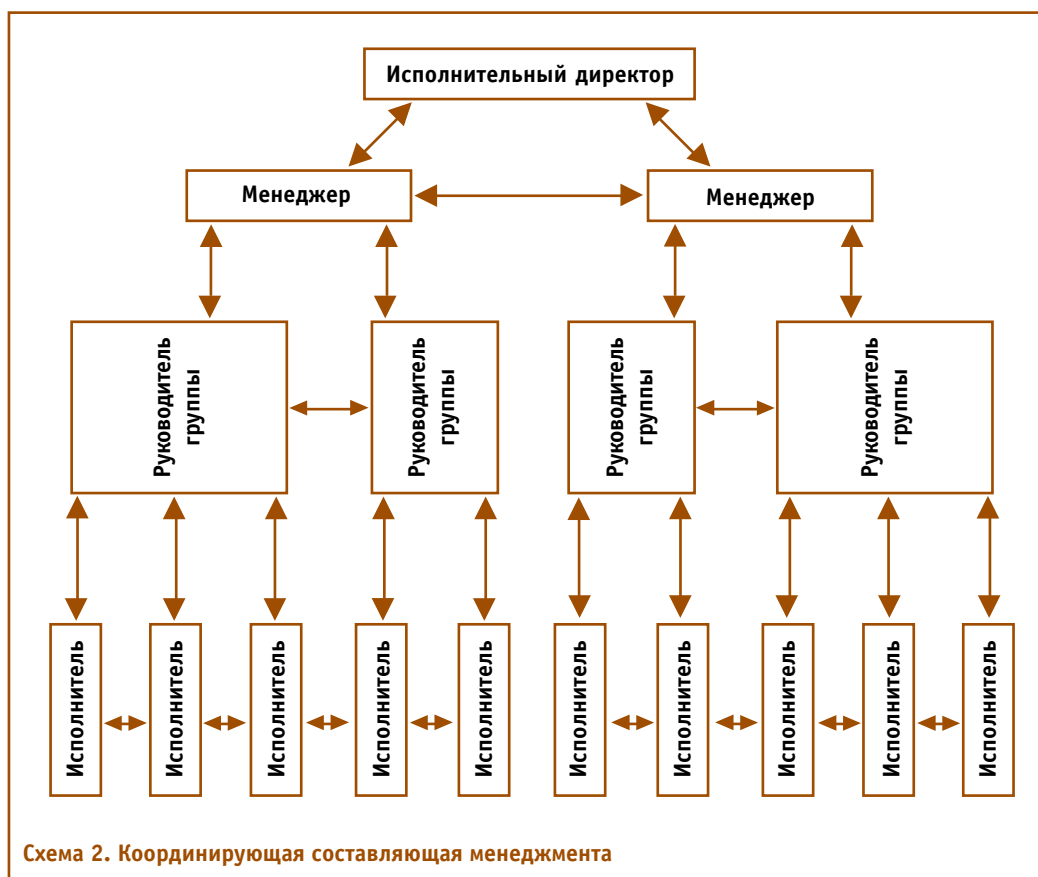 Исполнительный директор
Менеджер
Менеджер
Руководитель
группы
Руководитель
группы
Руководитель
группы
Руководитель
группы
Исполнитель
Исполнитель
Исполнитель
Исполнитель
Исполнитель
Исполнитель
Исполнитель
Исполнитель
Исполнитель
Исполнитель
Схема 2. Координирующая составляющая менеджмента